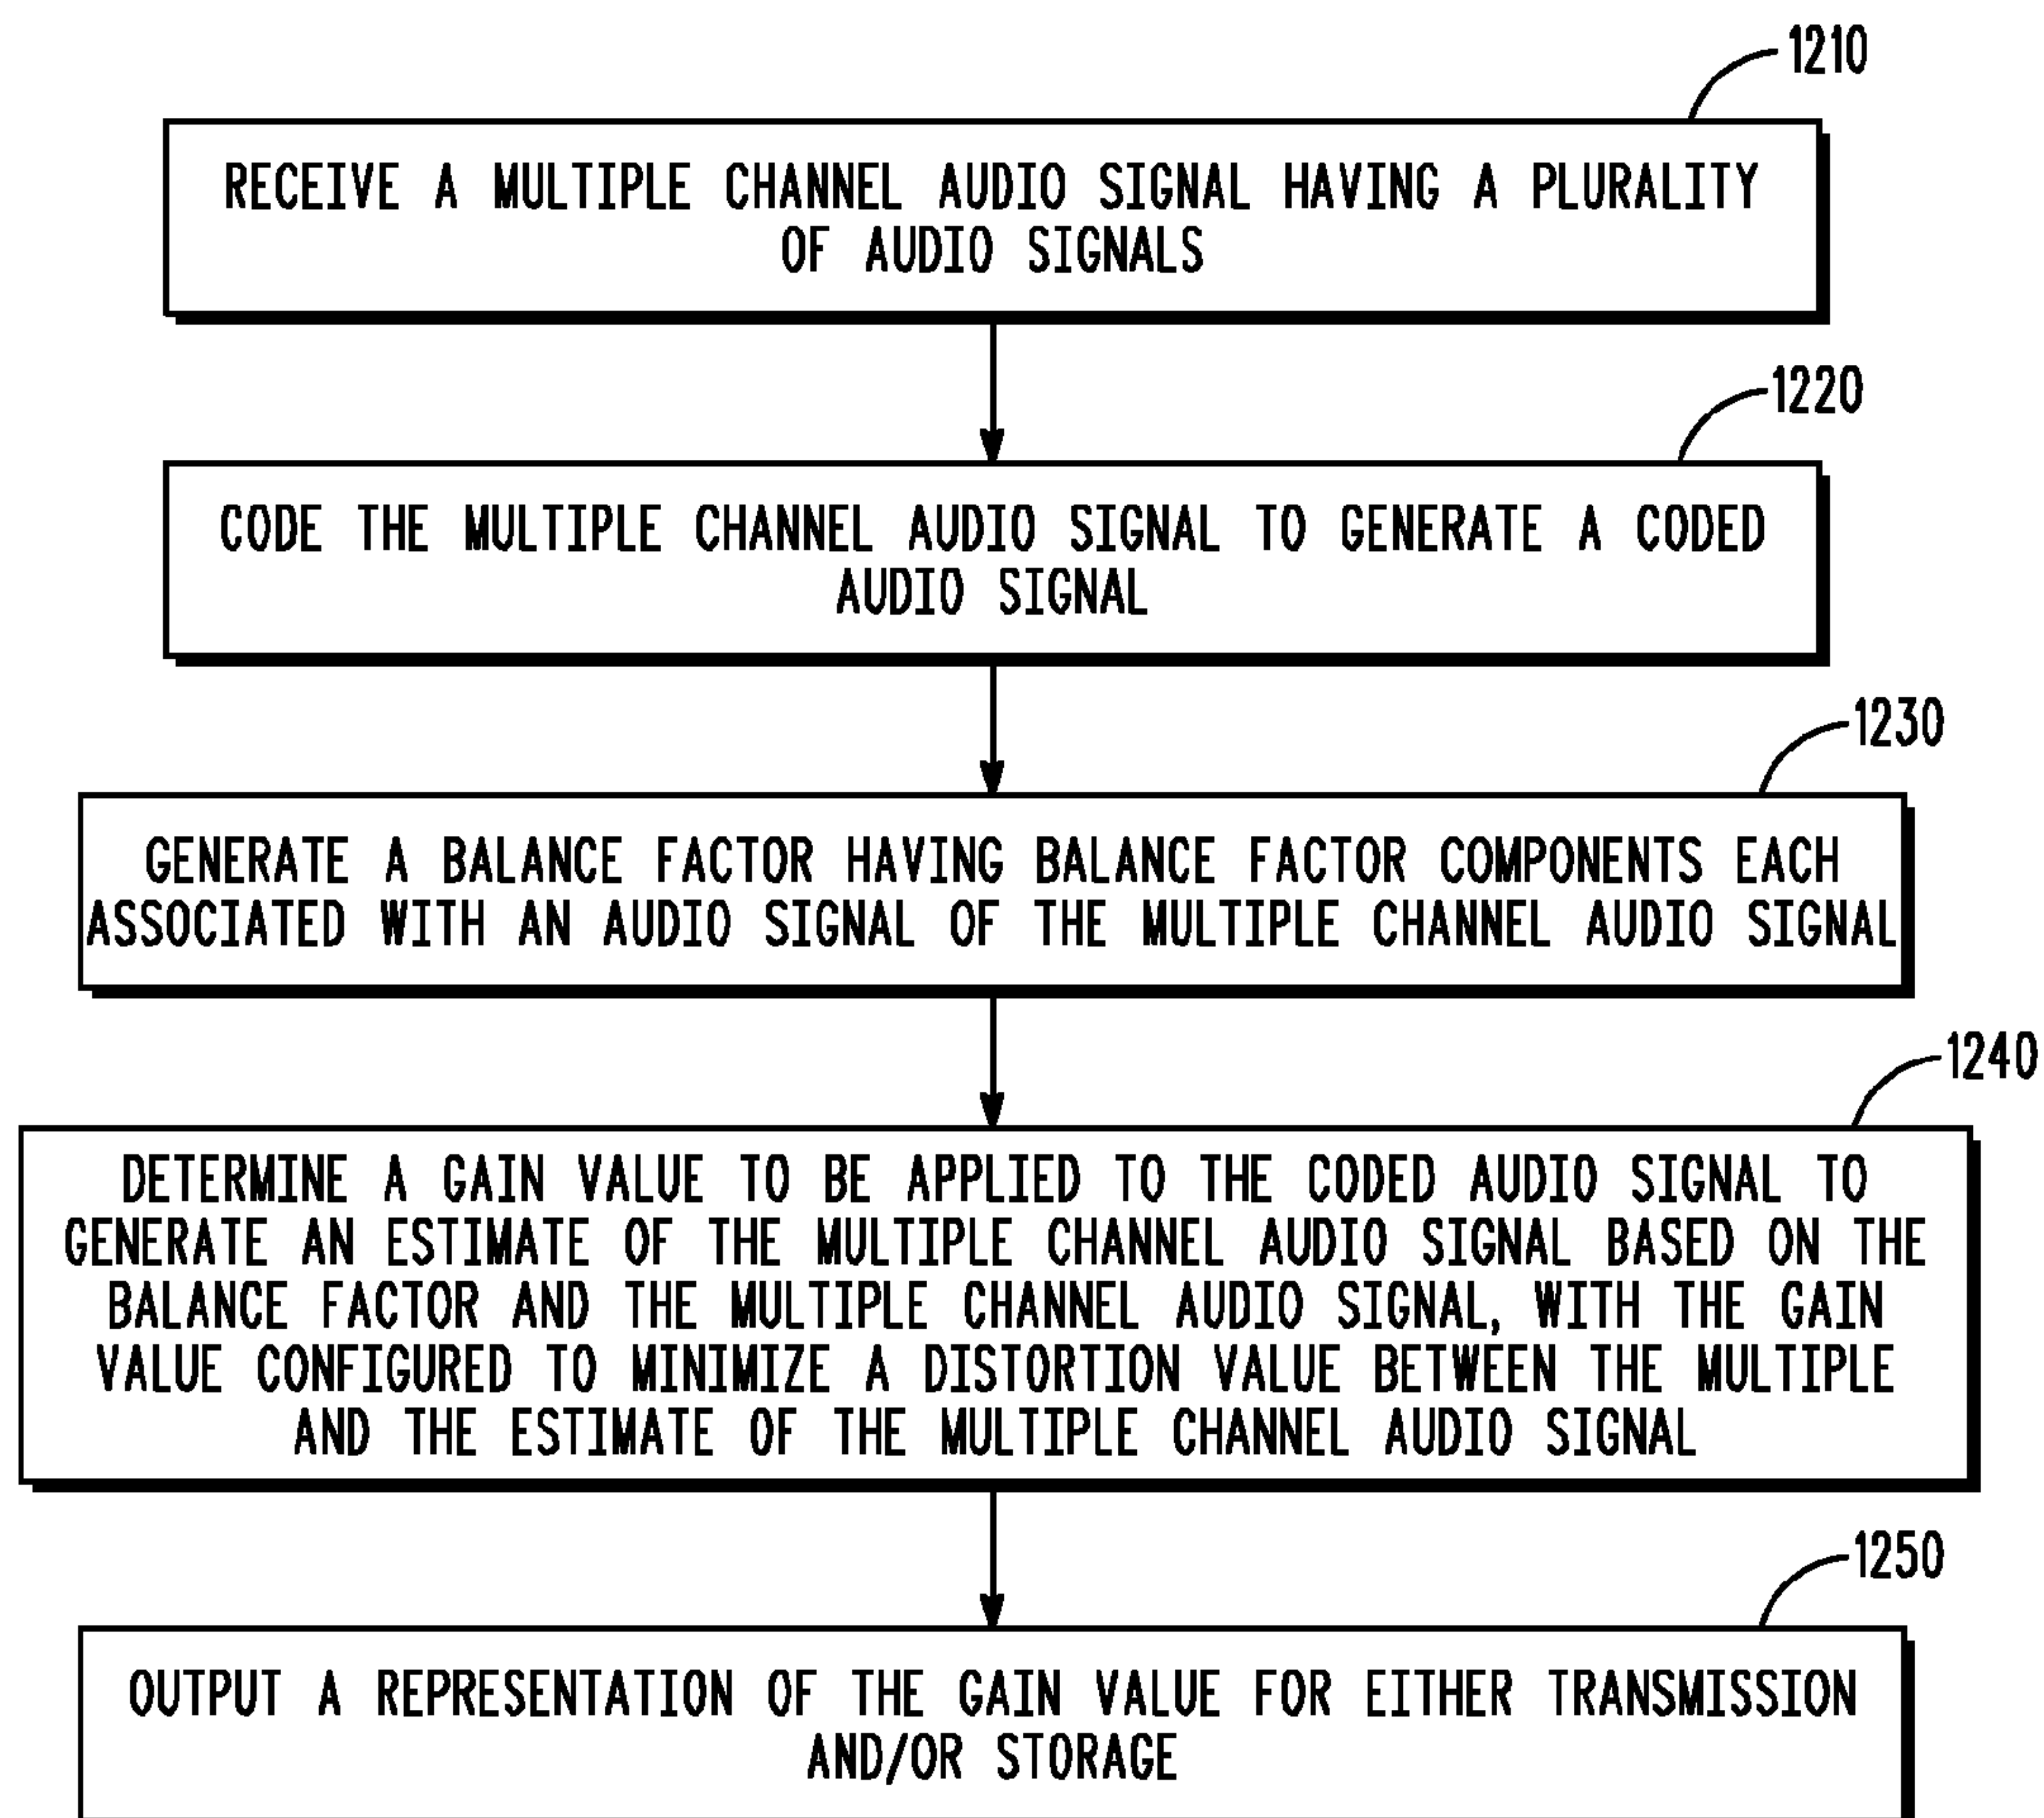 1210
RECEIVE A MULTIPLE CHANNEL AUDIO SIGNAL HAVING A PLURALITY
OF AUDIO SIGNALS
1220
CODE THE MULTIPLE CHANNEL AUDIO SIGNAL TO GENERATE A CODED
AUDIO SIGNAL
1230
GENERATE A BALANCE FACTOR HAVING BALANCE FACTOR COMPONENTS EACH
ASSOCIATED WITH AN AUDIO SIGNAL OF THE MULTIPLE CHANNEL AUDIO SIGNAL
1240
DETERMINE A GAIN VALUE TO BE APPLIED TO THE CODED AUDIO SIGNAL TO
GENERATE AN ESTIMATE OF THE MULTIPLE CHANNEL AUDIO SIGNAL BASED ON THE
BALANCE FACTOR AND THE MULTIPLE CHANNEL AUDIO SIGNAL, WITH THE GAIN
VALUE CONFIGURED TO MINIMIZE A DISTORTION VALUE BETWEEN THE MULTIPLE
AND THE ESTIMATE OF THE MULTIPLE CHANNEL AUDIO SIGNAL
1250
OUTPUT A REPRESENTATION OF THE GAIN VALUE FOR EITHER TRANSMISSION
AND/OR STORAGE